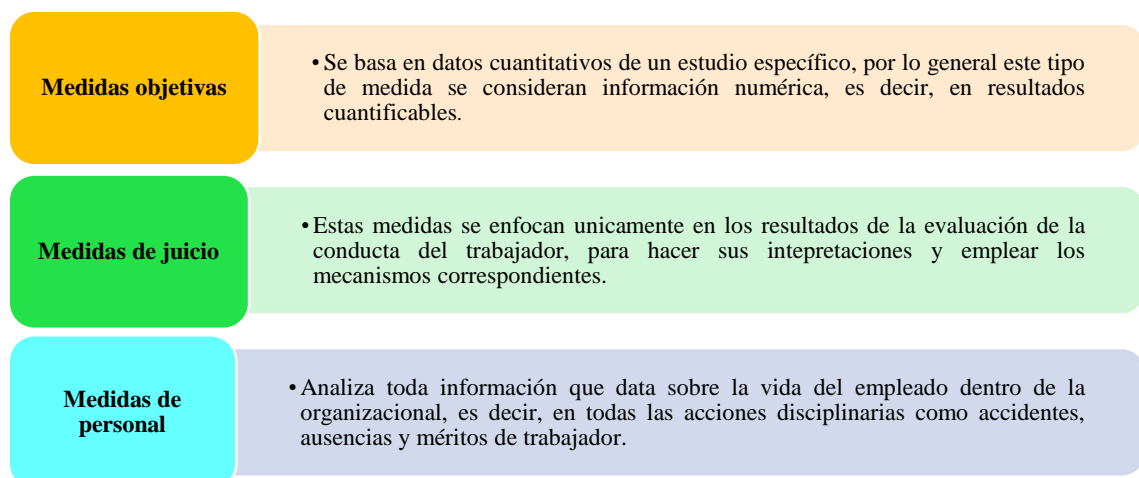 Medidas objetivas
• Se basa en datos cuantitativos de un estudio específico, por lo general este tipo
de medida se consideran información numérica, es decir, en resultados
cuantificables.
Medidas de juicio
• Estas medidas se enfocan unicamente en los resultados de la evaluación de la
conducta del trabajador, para hacer sus intepretaciones y emplear los
mecanismos correspondientes.
Medidas de
personal
• Analiza toda información que data sobre la vida del empleado dentro de la
organizacional, es decir, en todas las acciones disciplinarias como accidentes,
ausencias y méritos de trabajador.